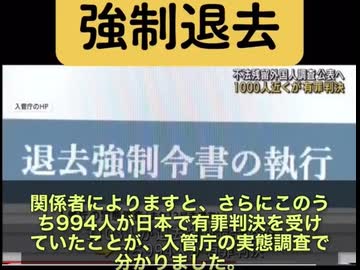 強制退去
不法残留外国人調査公表へ
1000人近くが有罪判決
入管庁のHP
退去強制令書の執行
関係者によりますと、さらにこのう
ち994人が日本で有罪判決を受け
ていたことが、入管庁の実態調査で
分かりました。